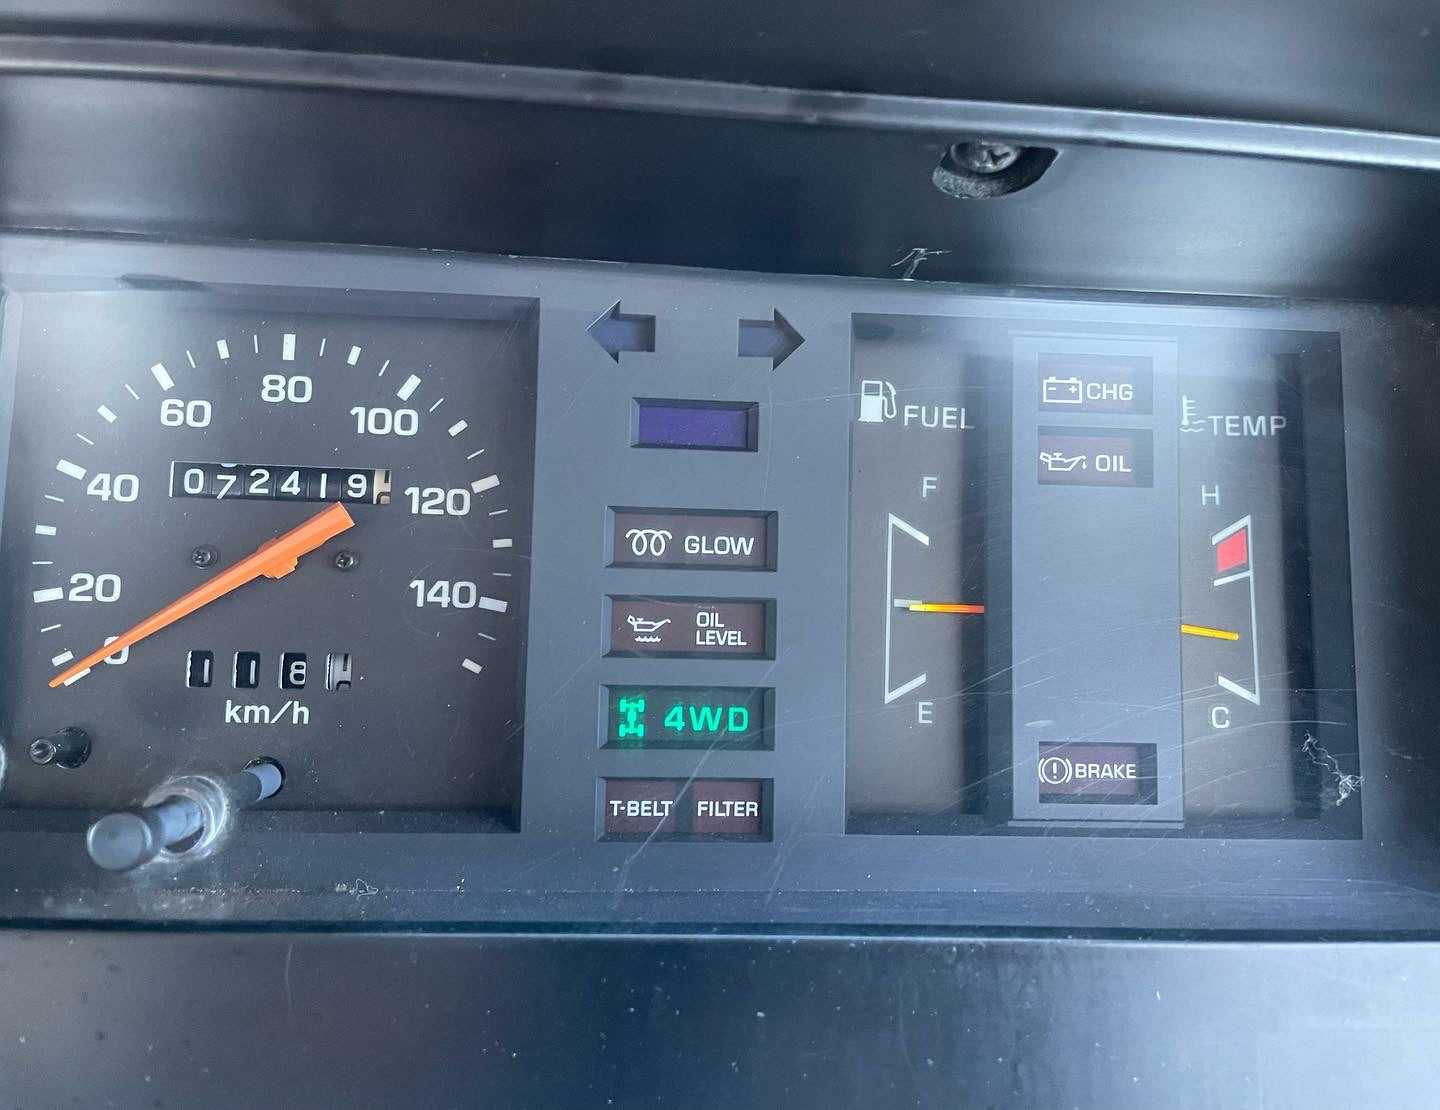 80
60
100
40
120
072419
20
140
0
118
km/h
GLOW
OIL
LEVEL
4WD
T-BELT
FILTER
FUEL
F
E
CHG
OIL
BRAKE
TEMP
H
C